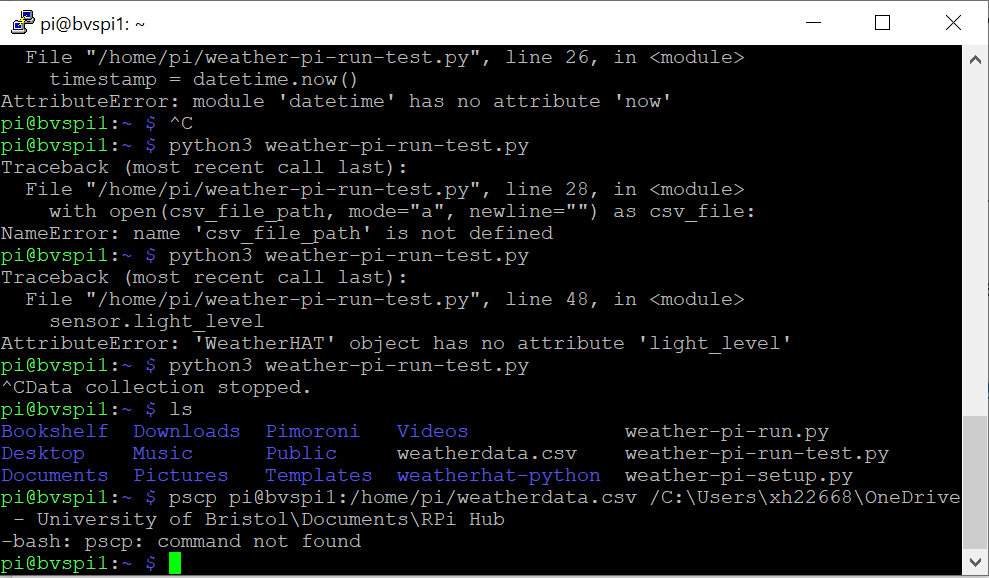 pi@bvspi1: ~
File "/home/pi/weather-pi-run-test.py", line 26, in <module>
timestamp = datetime.now()
AttributeError: module 'datetime' has no attribute 'now'
pi@bvspi1:~ $ ^C
pi@bvspi1:~ $ python3 weather-pi-run-test.py
Traceback (most recent call last):
File "/home/pi/weather-pi-run-test.py", line 28, in <module>
with open(csv_file_path, mode="a", newline="") as csv_file:
NameError: name 'csv_file_path' is not defined
pi@bvspi1:~ $ python3 weather-pi-run-test.py
Traceback (most recent call last):
File "/home/pi/weather-pi-run-test.py", line 48, in <module>
sensor.light_level
AttributeError: 'WeatherHAT' object has no attribute 'light_level'
pi@bvspi1:~ $ python3 weather-pi-run-test.py
^CData collection stopped.
pi@bvspi1:~ $ ls
Bookshelf Downloads Pimoroni Videos weather-pi-run.py
Desktop Music Public weatherdata.csv weather-pi-run-test.py
Documents Pictures Templates weatherhat-python weather-pi-setup.py
pi@bvspi1:~ $ pscp pi@bvspi1:/home/pi/weatherdata.csv /C:\Users\xh22668\OneDrive
- University of Bristol\Documents\RPi Hub
-bash: pscp: command not found
pi@bvspi1:~ $